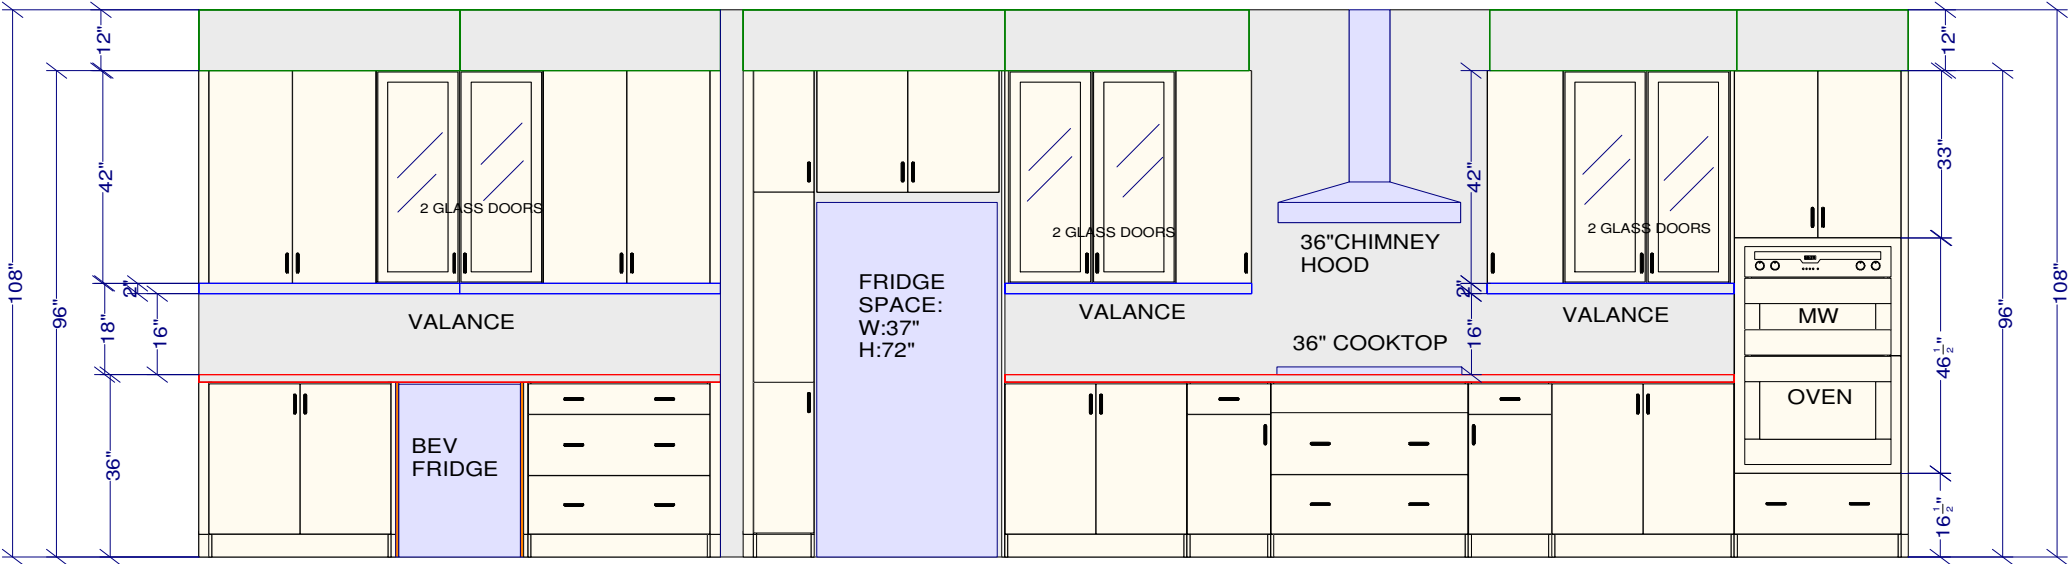 108"
96"
12"
42"
2"
18"
16"
36"
2 GLASS DOORS
VALANCE
BEV
FRIDGE
FRIDGE
SPACE:
W:37"
H:72"
2 GLASS DOORS
VALANCE
36"CHIMNEY
HOOD
36" COOKTOP
42"
2"
16"
2 GLASS DOORS
VALANCE
MW
OVEN
12"
33"
46 1/2"
16 1/2"
96"
108"